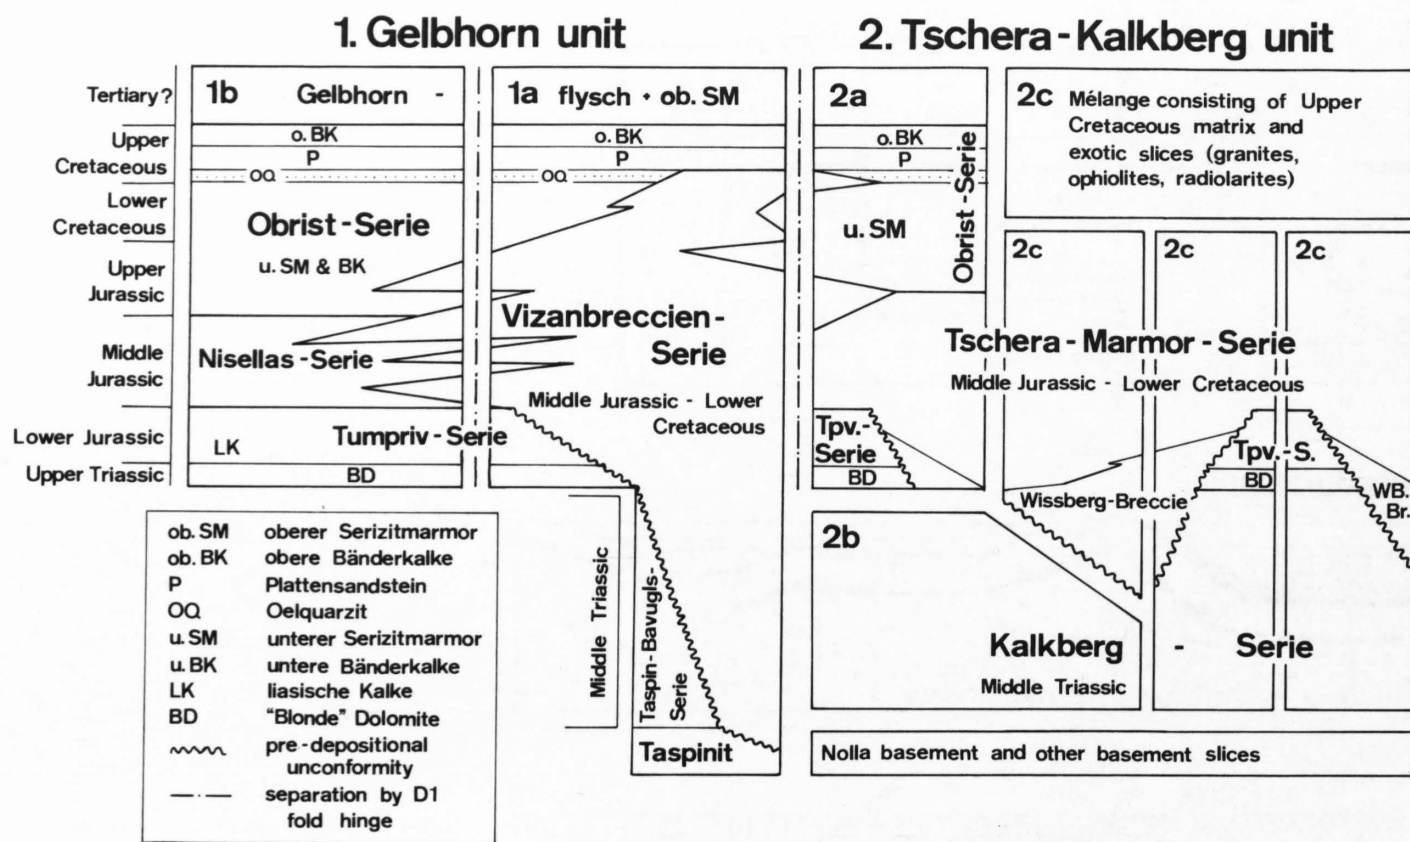 1. Gelbhorn unit
2. Tschera-Kalkberg unit
Tertiary?
Upper
Cretaceous
Lower
Cretaceous
Upper
Jurassic
Middle
Jurassic
Lower Jurassic
Upper Triassic
1b Gelbhorn -
o.BK
P
OQ
Obrist-Serie
u. SM & BK
Nisellas-Serie
LK
Tumpriv-Serie
BD
1a flysch + ob. SM
o.BK
P
OQ
Vizanbreccien-
Serie
Middle Jurassic - Lower
Cretaceous
Middle Triassic
Taspin-Bavugls-
Serie
Taspinit
2a
o.BK
P
u. SM
Obrist-Serie
Tpv.-
Serie
BD
2c Mélange consisting of Upper
Cretaceous matrix and
exotic slices (granites,
ophiolites, radiolarites)
2c
2c
2c
Tschera-Marmor-Serie
Middle Jurassic - Lower Cretaceous
Tpv.-S.
BD
Wissberg-Breccie
WB.
Br.
2b
Kalkberg - Serie
Middle Triassic
Nolla basement and other basement slices
ob. SM oberer Serizitmarmor
ob. BK obere Bänderkalke
P Plattensandstein
OQ Oelquarzit
u. SM unterer Serizitmarmor
u. BK untere Bänderkalke
LK liasische Kalke
BD "Blonde" Dolomite
pre-depositional
unconformity
separation by D1
fold hinge